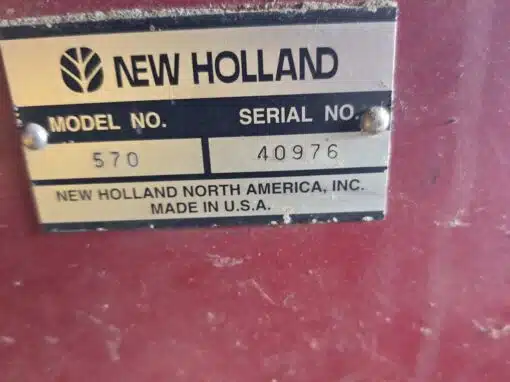 NEW HOLLAND
MODEL NO. SERIAL NO.
570 40976
NEW HOLLAND NORTH AMERICA, INC.
MADE IN U.S.A.